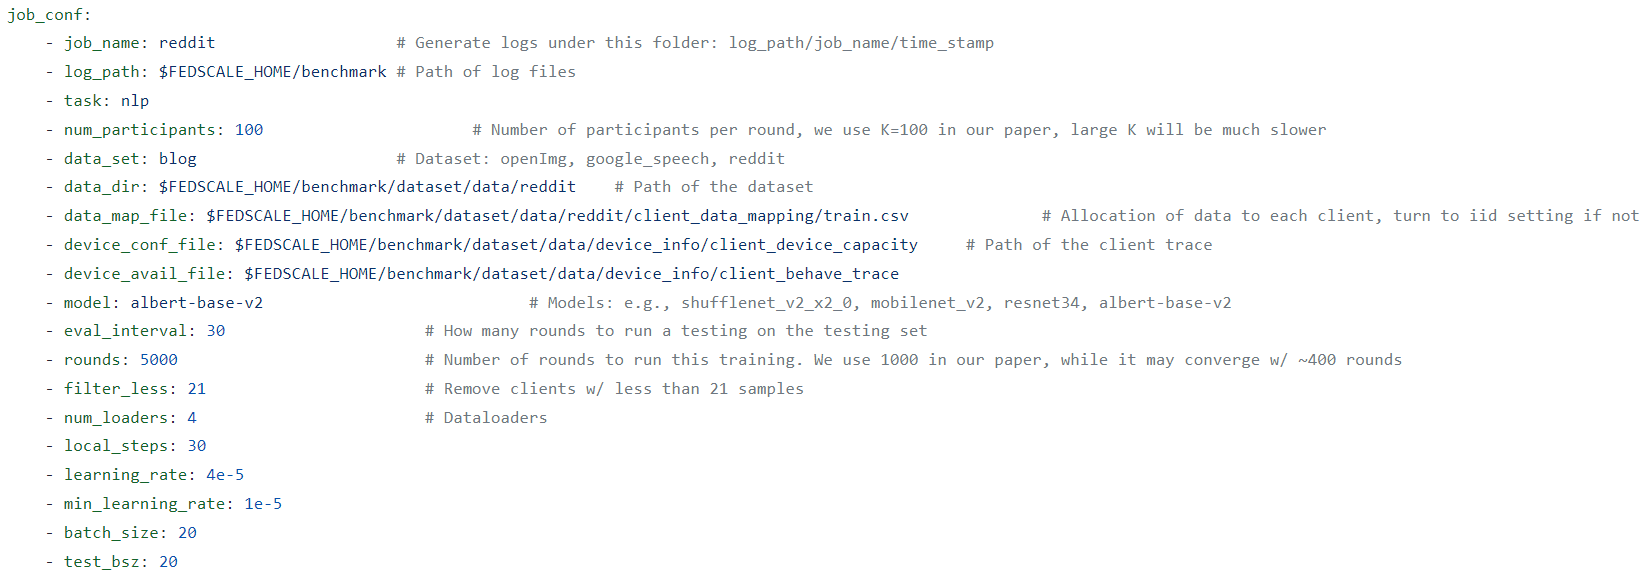 job_conf:
    - job_name: reddit                   # Generate logs under this folder: log_path/job_name/time_stamp
    - log_path: $FEDSCALE_HOME/benchmark # Path of log files
    - task: nlp
    - num_participants: 100                      # Number of participants per round, we use K=100 in our paper, large K will be much slower
    - data_set: blog                     # Dataset: openImg, google_speech, reddit
    - data_dir: $FEDSCALE_HOME/benchmark/dataset/data/reddit    # Path of the dataset
    - data_map_file: $FEDSCALE_HOME/benchmark/dataset/data/reddit/client_data_mapping/train.csv              # Allocation of data to each client, turn to iid setting if not
    - device_conf_file: $FEDSCALE_HOME/benchmark/dataset/data/device_info/client_device_capacity     # Path of the client trace
    - device_avail_file: $FEDSCALE_HOME/benchmark/dataset/data/device_info/client_behave_trace
    - model: albert-base-v2                            # Models: e.g., shufflenet_v2_x2_0, mobilenet_v2, resnet34, albert-base-v2
    - eval_interval: 30                     # How many rounds to run a testing on the testing set
    - rounds: 5000                          # Number of rounds to run this training. We use 1000 in our paper, while it may converge w/ ~400 rounds
    - filter_less: 21                       # Remove clients w/ less than 21 samples
    - num_loaders: 4                        # Dataloaders
    - local_steps: 30
    - learning_rate: 4e-5
    - min_learning_rate: 1e-5
    - batch_size: 20
    - test_bsz: 20